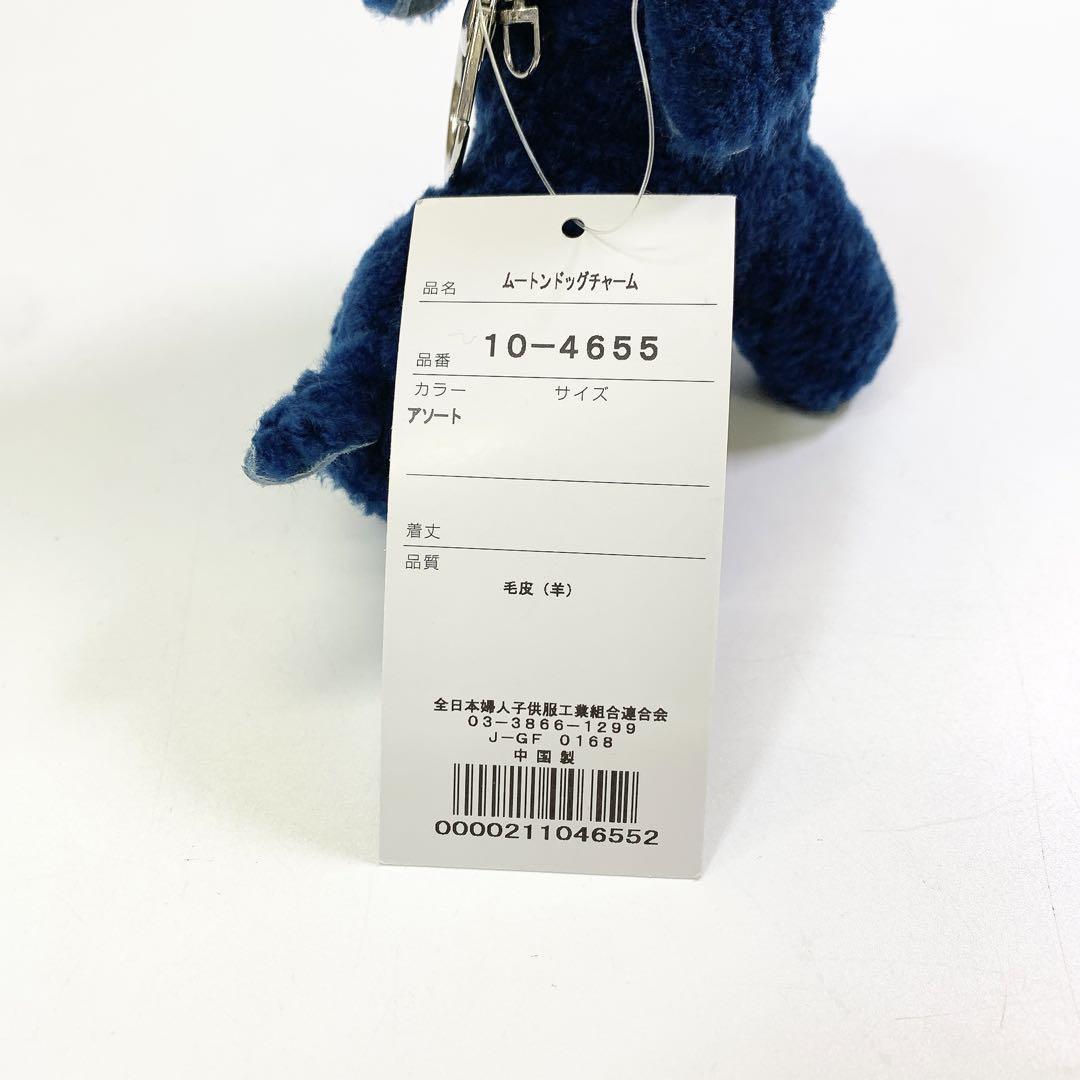 品名 ムートンドッグチャーム
品番 10-4655
カラー サイズ
アソート
着丈
品質
毛皮（羊）
全日本婦人子供服工業組合連合会
03-3866-1299
J-GF 0168
中国製
0000211046552